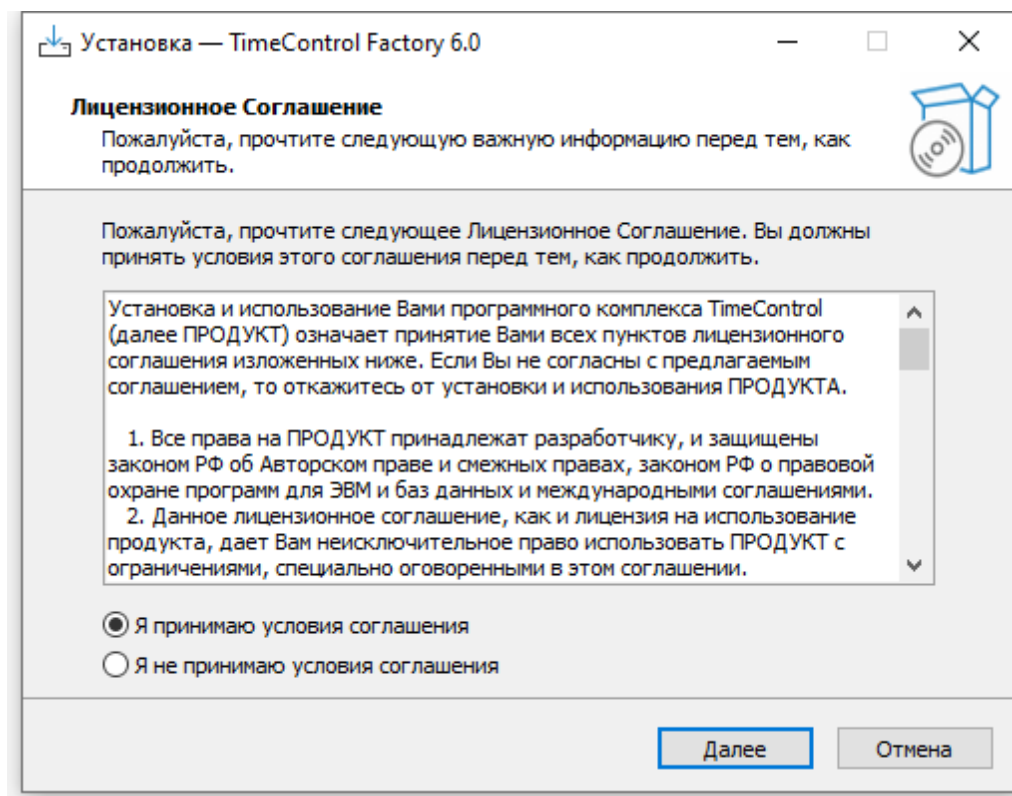 Установка — TimeControl Factory 6.0
Лицензионное Соглашение
Пожалуйста, прочтите следующую важную информацию перед тем, как
продолжить.
Пожалуйста, прочтите следующее Лицензионное Соглашение. Вы должны
принять условия этого соглашения перед тем, как продолжить.
Установка и использование Вами программного комплекса TimeControl
(далее ПРОДУКТ) означает принятие Вами всех пунктов лицензионного
соглашения изложенных ниже. Если Вы не согласны с предлагаемым
соглашением, то откажитесь от установки и использования ПРОДУКТА.
1. Все права на ПРОДУКТ принадлежат разработчику, и защищены
законом РФ об Авторском праве и смежных правах, законом РФ о правовой
охране программ для ЭВМ и баз данных и международными соглашениями.
2. Данное лицензионное соглашение, как и лицензия на использование
продукта, дает Вам неисключительное право использовать ПРОДУКТ с
ограничениями, специально оговоренными в этом соглашении.
Я принимаю условия соглашения
Я не принимаю условия соглашения
Далее
Отмена